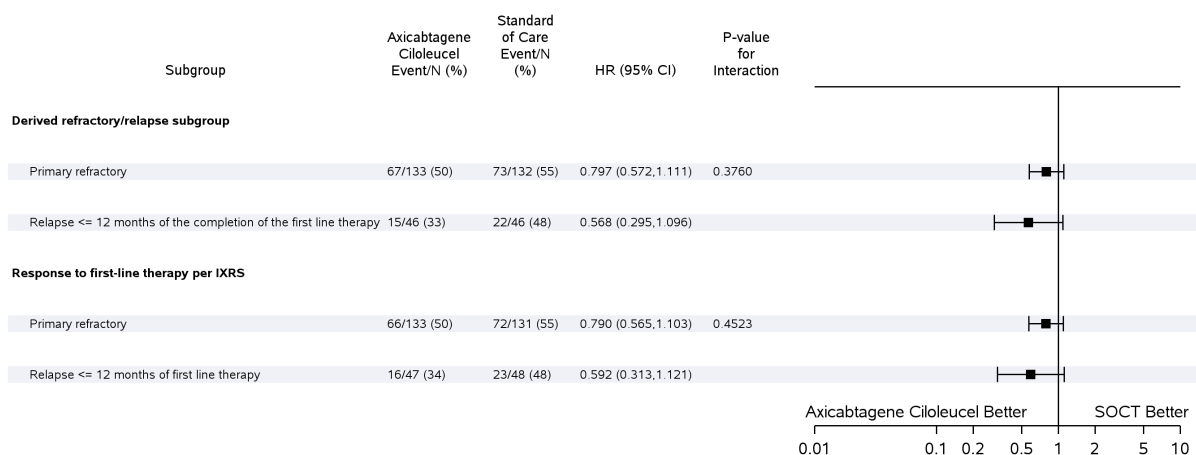 Subgroup
Axicabtagene
Ciloleucel
Event/N (%)
Standard
of Care
Event/N
(%)
HR (95% CI)
P-value
for
Interaction
Derived refractory/relapse subgroup
Primary refractory 67/133 (50) 73/132 (55) 0.797 (0.572,1.111) 0.3760
Relapse <= 12 months of the completion of the first line therapy 15/46 (33) 22/46 (48) 0.568 (0.295,1.096)
Response to first-line therapy per IXRS
Primary refractory 66/133 (50) 72/131 (55) 0.790 (0.565,1.103) 0.4523
Relapse <= 12 months of first line therapy 16/47 (34) 23/48 (48) 0.592 (0.313,1.121)
Axicabtagene Ciloleucel Better SOCT Better
0.01 0.1 0.2 0.5 1 2 5 10